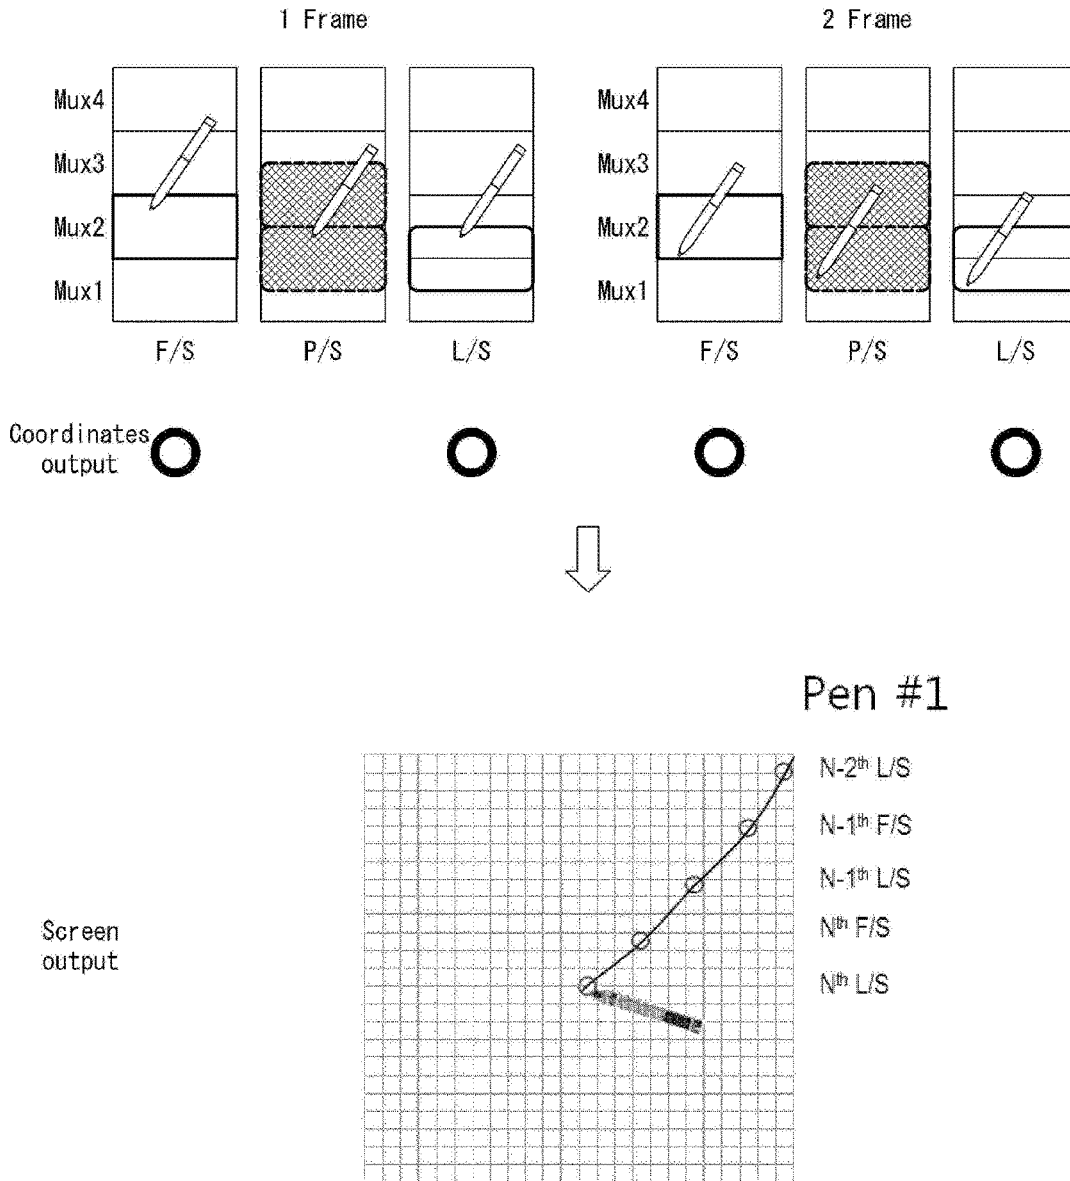 1 Frame
2 Frame
Mux4
Mux3
Mux2
Mux1
F/S
P/S
L/S
Mux4
Mux3
Mux2
Mux1
F/S
P/S
L/S
Coordinates
output
Pen #1
N-2th L/S
N-1th F/S
N-1th L/S
Nth F/S
Nth L/S
Screen
output